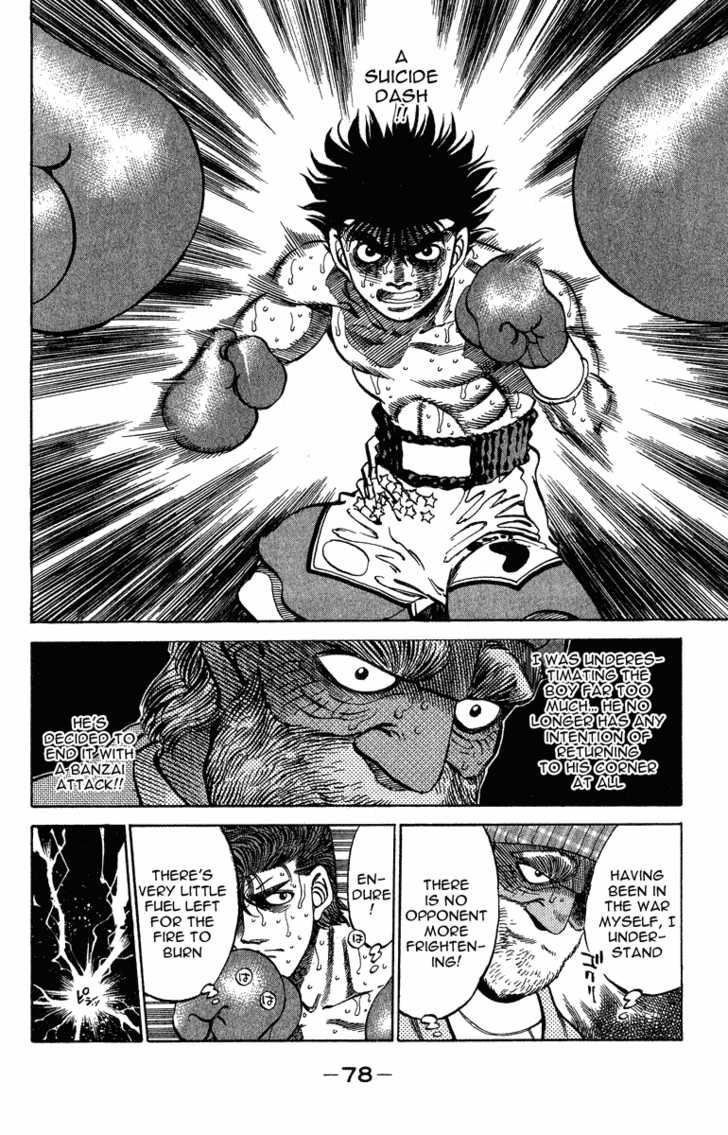 A
SUICIDE
DASH
!!
I WAS UNDERES-
TIMATING THE
BOY FAR TOO
MUCH... HE NO
LONGER HAS ANY
INTENTION OF
RETURNING
TO HIS CORNER
AT ALL
HE'S
DECIDED TO
END IT WITH
A BANZAI
ATTACK!!
HAVING
BEEN IN
THE WAR
MYSELF, I
UNDER-
STAND
THERE
IS NO
OPPONENT
MORE
FRIGHTEN-
ING!
EN-
DURE
!
は
THERE'S
VERY LITTLE
FUEL LEFT
FOR THE
FIRE TO
BURN
は
は
-78-